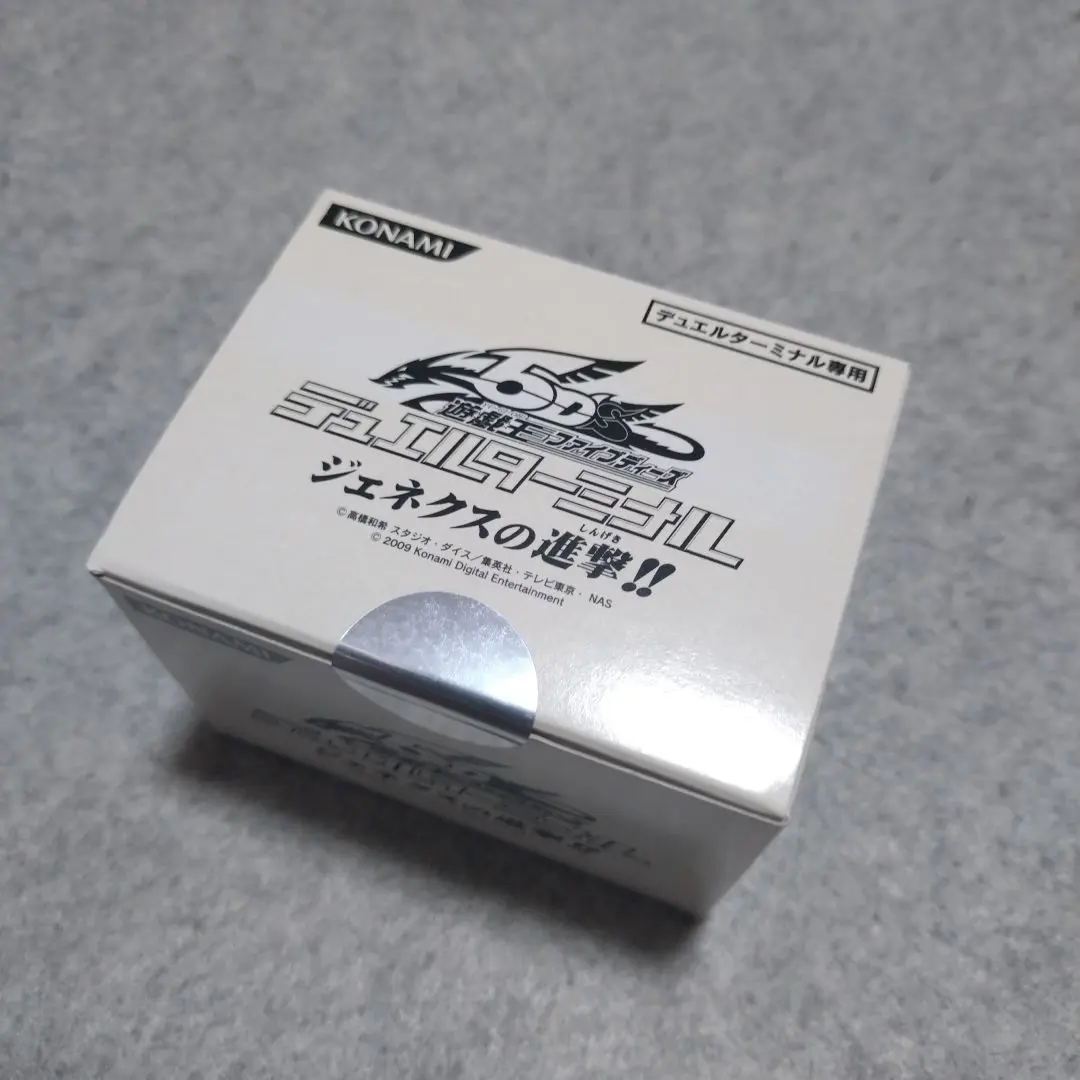 KONAMI
デュエルターミナル専用
5D's
遊戯王ファイブディーズ
デュエルターミナル
しんげき
ジェネクスの進撃!!
©高橋和希 スタジオ・ダイス/集英社・テレビ東京・NAS
© 2009 Konami Digital Entertainment
KONAMI